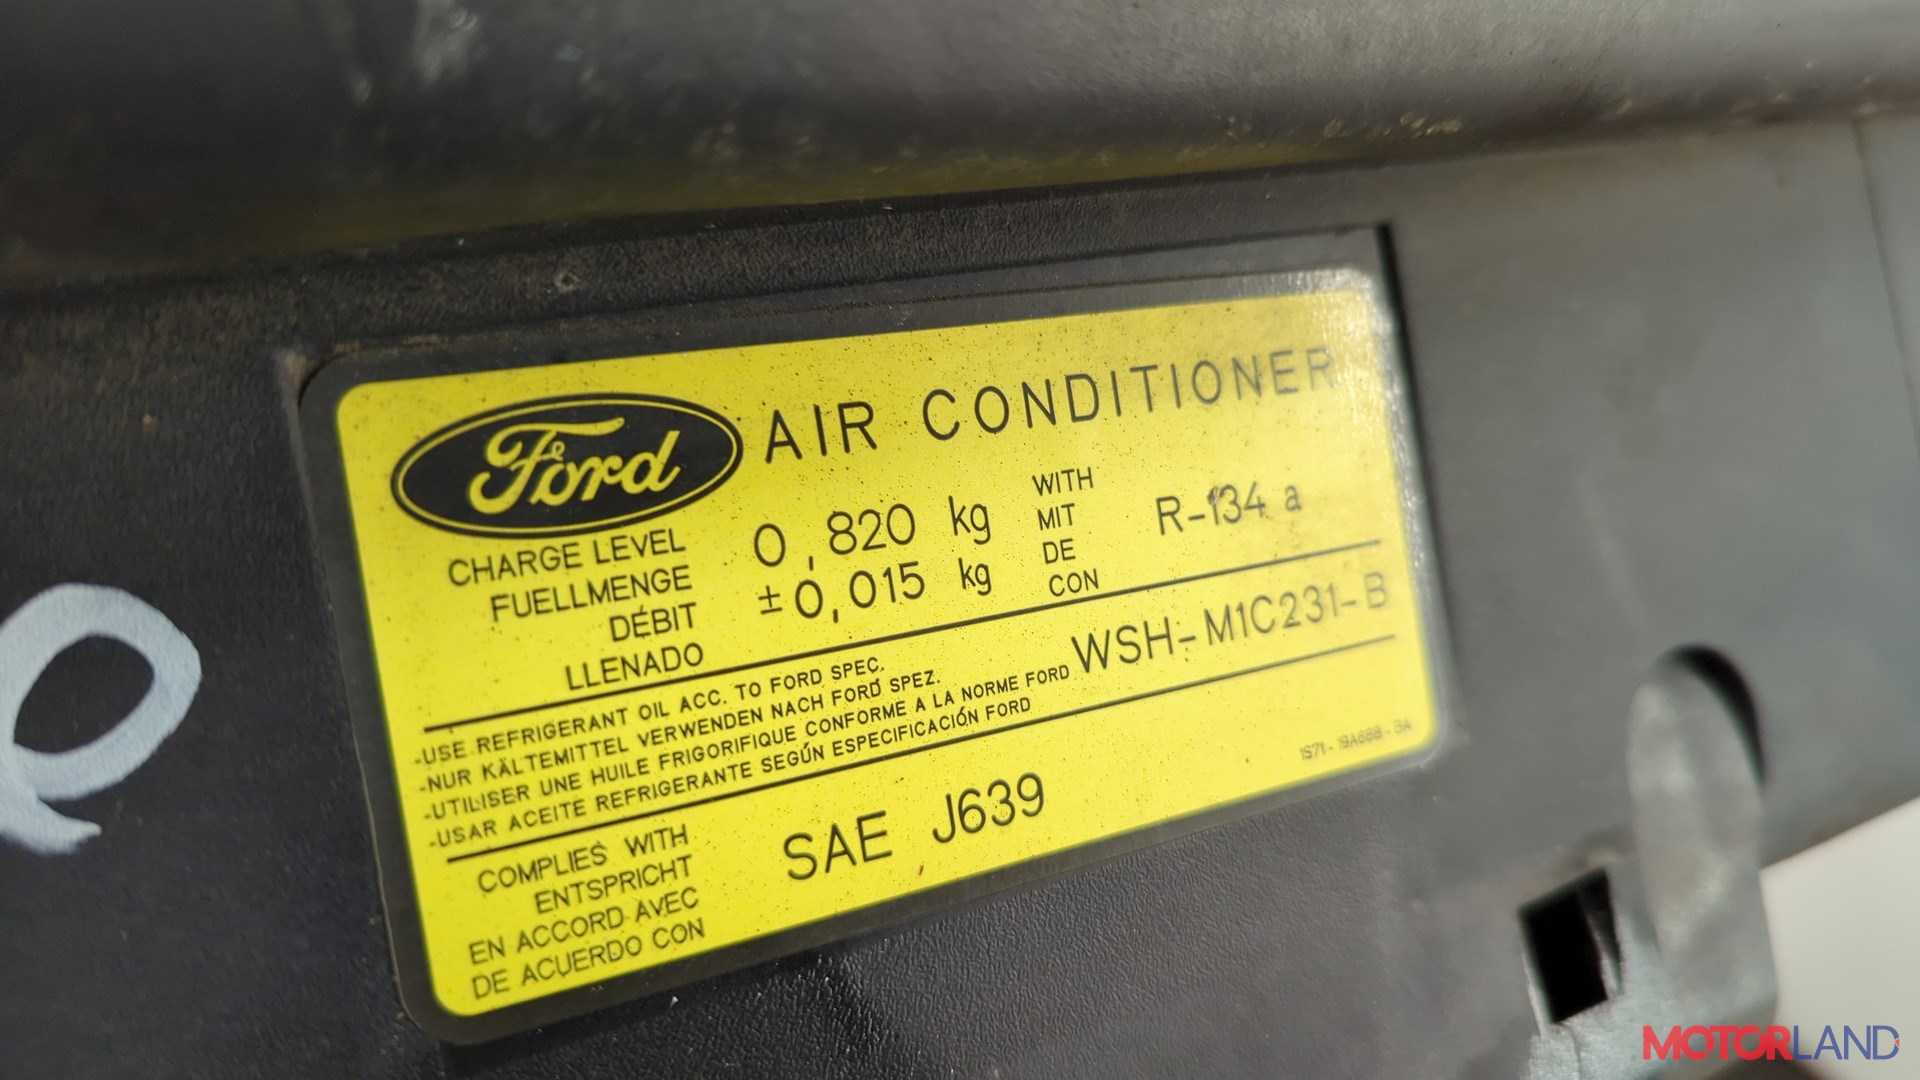 Ford AIR CONDITIONER
CHARGE LEVEL
FUELLMENGE
DÉBIT
LLENADO
0,820 kg
±0,015 kg
WITH
MIT
DE
CON
R-134 a
-USE REFRIGERANT OIL ACC. TO FORD SPEC.
-NUR KÄLTEMITTEL VERWENDEN NACH FORD SPEZ.
-UTILISER UNE HUILE FRIGORIFIQUE CONFORME A LA NORME FORD
-USAR ACEITE REFRIGERANTE SEGÚN ESPECIFICACIÓN FORD
WSH-M1C231-B
1S71-19A688-BA
COMPLIES WITH
ENTSPRICHT
EN ACCORD AVEC
DE ACUERDO CON
SAE J639
MOTORLAND